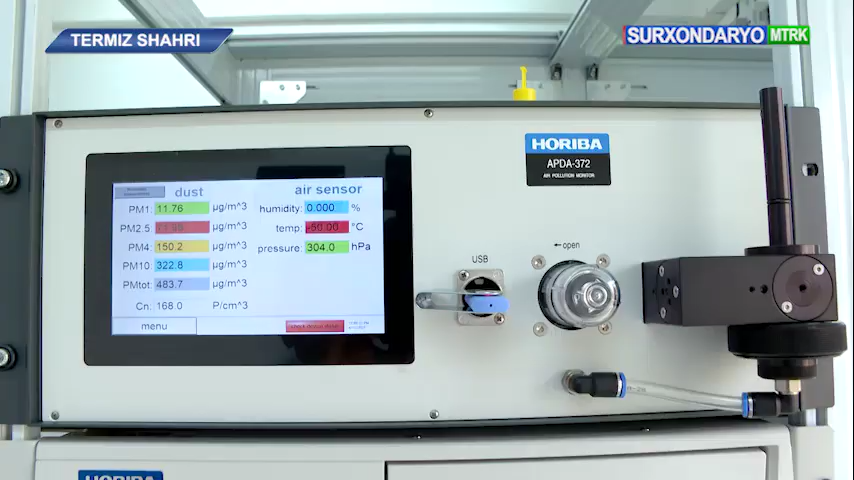 TERMIZ SHAHRI
SURXONDARYO MTRK
HORIBA
APDA-372
AIR POLLUTION MONITOR
dust
air sensor
PM1: 11.76 µg/m^3
humidity: 0.000 %
PM2.5: µg/m^3
temp: -50.00 °C
PM4: 150.2 µg/m^3
pressure: 304.0 hPa
PM10: 322.8 µg/m^3
PMtot: 483.7 µg/m^3
Cn: 168.0 P/cm^3
menu
USB
open
HORIBA